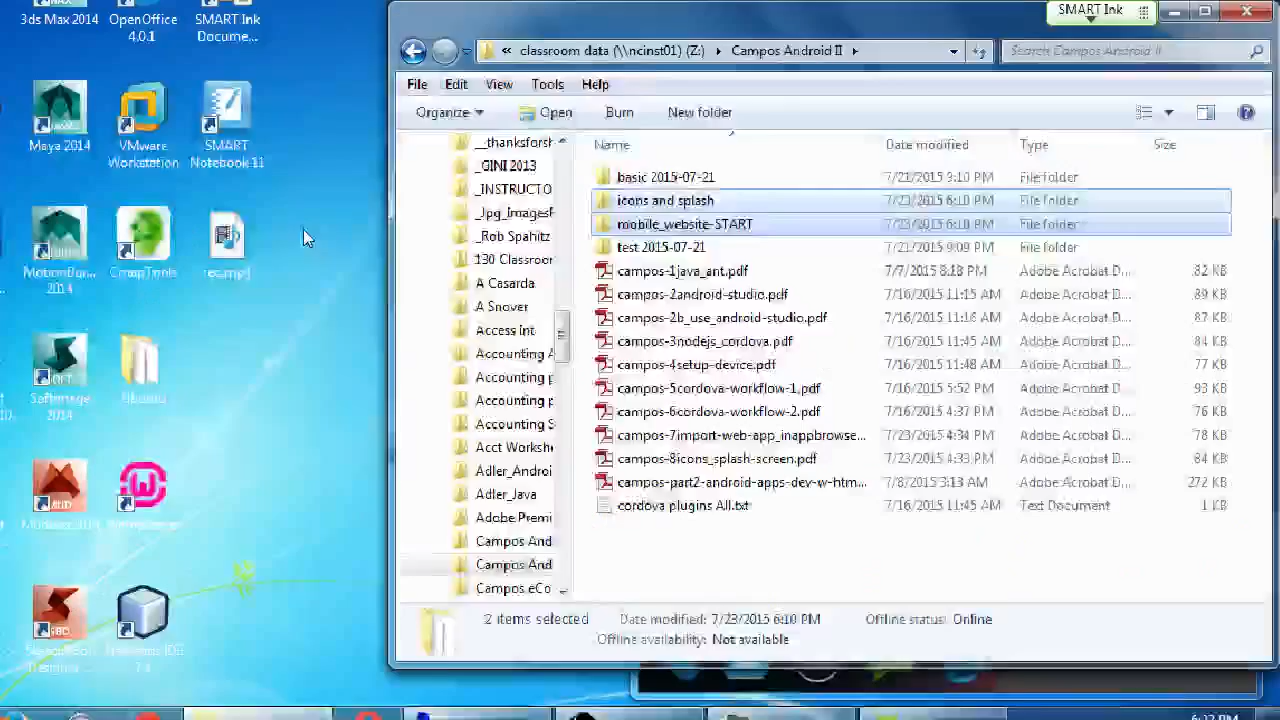 3ds Max 2014
OpenOffice 4.0.1
SMART Ink Docume...
Maya 2014
VMware Workstation
SMART Notebook 11
MotionBui... 2014
CmapTools
rec.mp4
Softimage 2014
Ubuntu
Mudbox 2014
NetBeans IDE
SMART Ink
« classroom data (\\ncinst01) (Z:) Campos Android II
Search Campos Android II
File Edit View Tools Help
Organize Open Burn New folder
Name Date modified Type Size
__thanksforsh
_GINI 2013
_INSTRUCTO
_Jpg_ImagesF
_Rob Spahitz
130 Classroom
A Casarda
A Snover
Access Int
Accounting A
Accounting p
Accounting p
Accounting S
Acct Workshe
Adler_Androi
Adler_Java
Adobe Premi
Campos And
Campos And
Campos eCo
basic 2015-07-21 7/21/2015 9:10 PM File folder
icons and splash 7/23/2015 6:10 PM File folder
mobile_website-START 7/23/2015 6:10 PM File folder
test 2015-07-21 7/21/2015 9:09 PM File folder
campos-1java_ant.pdf 7/7/2015 8:18 PM Adobe Acrobat D... 82 KB
campos-2android-studio.pdf 7/16/2015 11:15 AM Adobe Acrobat D... 89 KB
campos-2b_use_android-studio.pdf 7/16/2015 11:16 AM Adobe Acrobat D... 87 KB
campos-3nodejs_cordova.pdf 7/16/2015 11:45 AM Adobe Acrobat D... 84 KB
campos-4setup-device.pdf 7/16/2015 11:48 AM Adobe Acrobat D... 77 KB
campos-5cordova-workflow-1.pdf 7/16/2015 5:52 PM Adobe Acrobat D... 93 KB
campos-6cordova-workflow-2.pdf 7/16/2015 4:37 PM Adobe Acrobat D... 76 KB
campos-7import-web-app_inappbrowse... 7/23/2015 4:34 PM Adobe Acrobat D... 78 KB
campos-8icons_splash-screen.pdf 7/23/2015 4:33 PM Adobe Acrobat D... 84 KB
campos-part2-android-apps-dev-w-htm... 7/8/2015 3:13 AM Adobe Acrobat D... 272 KB
cordova plugins All.txt 7/16/2015 11:45 AM Text Document 1 KB
2 items selected Date modified: 7/23/2015 6:10 PM Offline status: Online
Offline availability: Not available